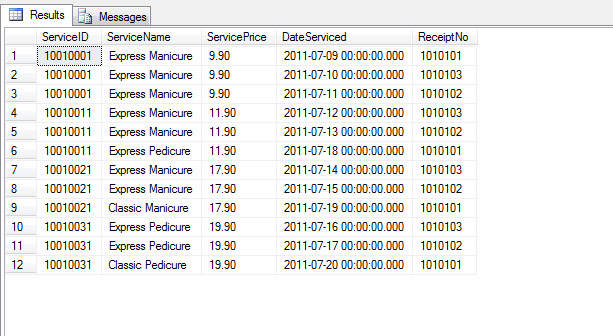 Results Messages
ServiceID ServiceName ServicePrice DateServiced ReceiptNo
1 10010001 Express Manicure 9.90 2011-07-09 00:00:00.000 1010101
2 10010001 Express Manicure 9.90 2011-07-10 00:00:00.000 1010103
3 10010001 Express Manicure 9.90 2011-07-11 00:00:00.000 1010102
4 10010011 Express Manicure 11.90 2011-07-12 00:00:00.000 1010103
5 10010011 Express Manicure 11.90 2011-07-13 00:00:00.000 1010102
6 10010011 Express Pedicure 11.90 2011-07-18 00:00:00.000 1010101
7 10010021 Express Manicure 17.90 2011-07-14 00:00:00.000 1010103
8 10010021 Express Manicure 17.90 2011-07-15 00:00:00.000 1010102
9 10010021 Classic Manicure 17.90 2011-07-19 00:00:00.000 1010101
10 10010031 Express Pedicure 19.90 2011-07-16 00:00:00.000 1010103
11 10010031 Express Pedicure 19.90 2011-07-17 00:00:00.000 1010102
12 10010031 Classic Pedicure 19.90 2011-07-20 00:00:00.000 1010101